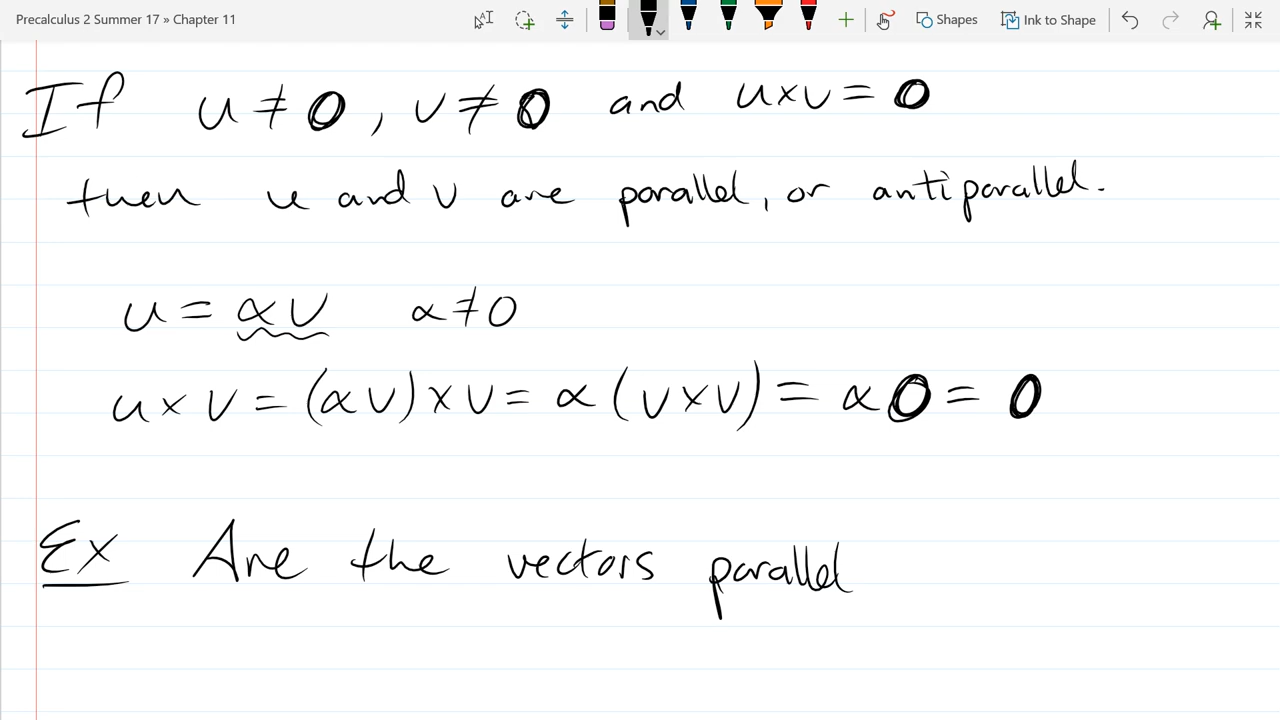 Precalculus 2 Summer 17 » Chapter 11
Shapes
Ink to Shape
If u ≠ 0, v ≠ 0 and u×v = 0
then u and v are parallel, or antiparallel.
u = αv α ≠ 0
u × v = (αv) × v = α(v×v) = α0 = 0
Ex Are the vectors parallel